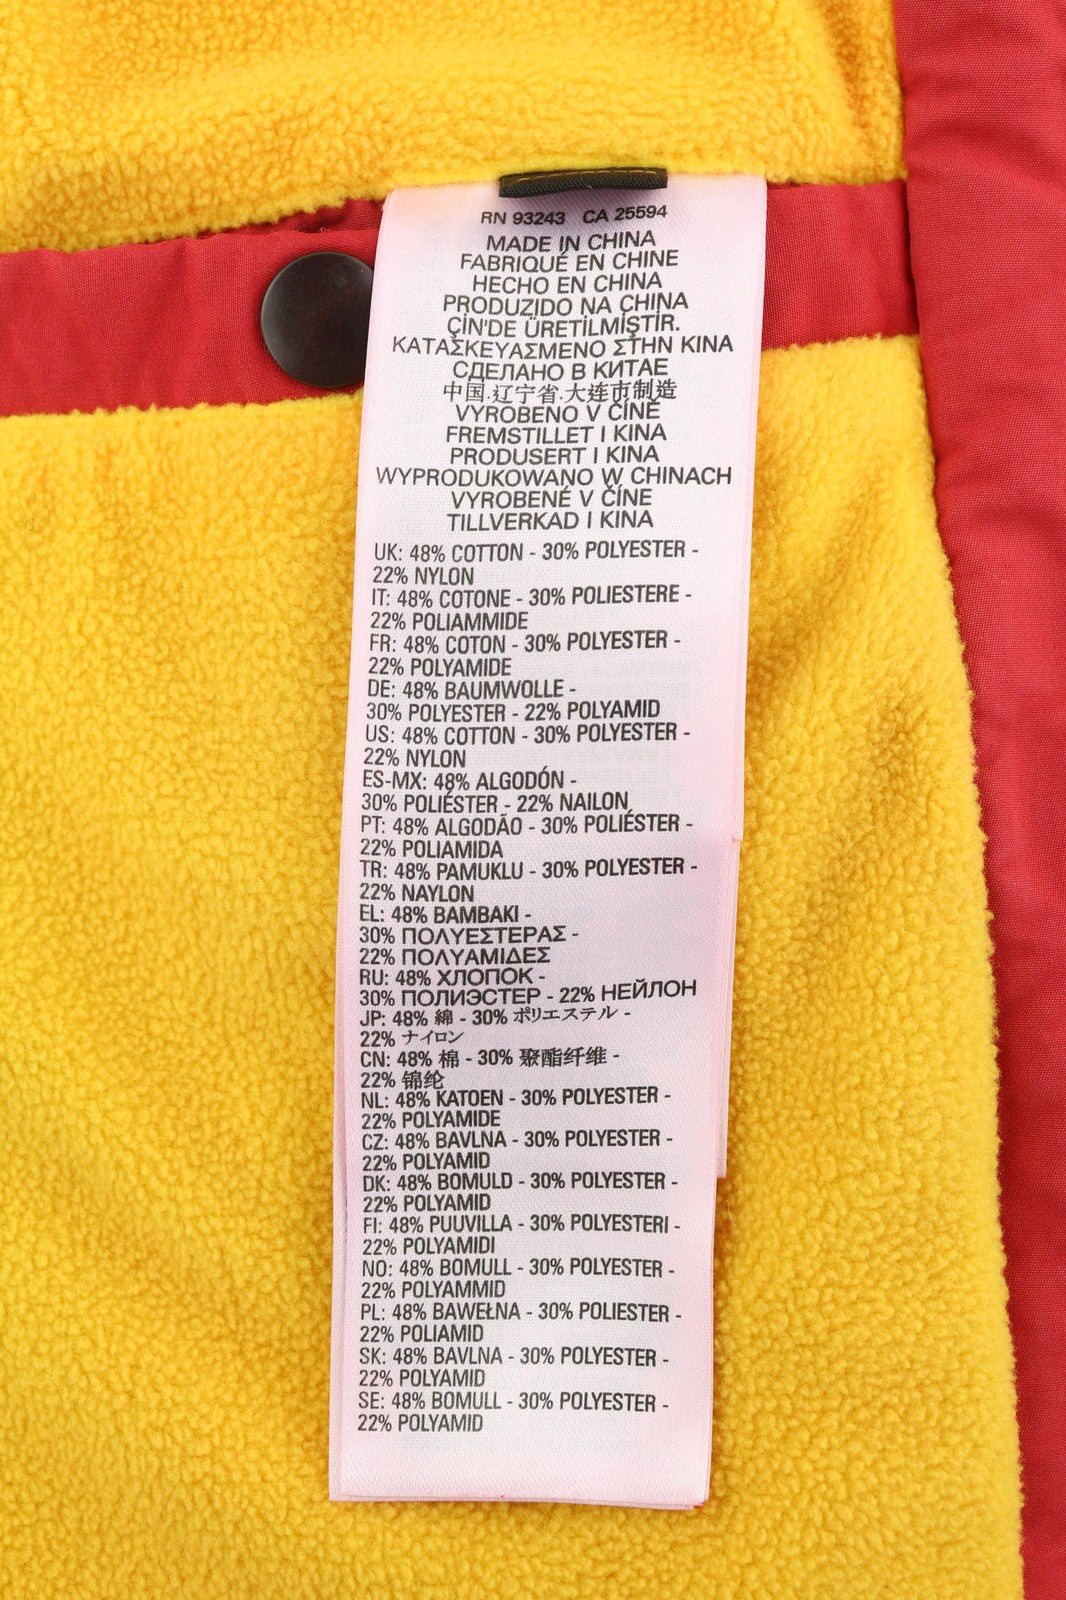 RN 93243 CA 25594
MADE IN CHINA
FABRIQUÉ EN CHINE
HECHO EN CHINA
PRODUZIDO NA CHINA
ÇİN'DE ÜRETİLMİŞTİR.
ΚΑΤΑΣΚΕΥΑΣΜΕΝΟ ΣΤΗΝ ΚΙΝΑ
СДЕЛАНО В КИТАЕ
中国.辽宁省.大连市制造
VYROBENO V ČÍNĚ
FREMSTILLET I KINA
PRODUSERT I KINA
WYPRODUKOWANO W CHINACH
VYROBENÉ V ČÍNE
TILLVERKAD I KINA
UK: 48% COTTON - 30% POLYESTER -
22% NYLON
IT: 48% COTONE - 30% POLIESTERE -
22% POLIAMMIDE
FR: 48% COTON - 30% POLYESTER -
22% POLYAMIDE
DE: 48% BAUMWOLLE -
30% POLYESTER - 22% POLYAMID
US: 48% COTTON - 30% POLYESTER -
22% NYLON
ES-MX: 48% ALGODÓN -
30% POLIÉSTER - 22% NAILON
PT: 48% ALGODÃO - 30% POLIÉSTER -
22% POLIAMIDA
TR: 48% PAMUKLU - 30% POLYESTER -
22% NAYLON
EL: 48% ΒΑΜΒΑΚΙ -
30% ΠΟΛΥΕΣΤΕΡΑΣ -
22% ΠΟΛΥΑΜΙΔΕΣ
RU: 48% ХЛОПОК -
30% ПОЛИЭСТЕР - 22% НЕЙЛОН
JP: 48% 綿 - 30% ポリエステル -
22% ナイロン
CN: 48% 棉 - 30% 聚酯纤维 -
22% 锦纶
NL: 48% KATOEN - 30% POLYESTER -
22% POLYAMIDE
CZ: 48% BAVLNA - 30% POLYESTER -
22% POLYAMID
DK: 48% BOMULD - 30% POLYESTER -
22% POLYAMID
FI: 48% PUUVILLA - 30% POLYESTERI -
22% POLYAMIDI
NO: 48% BOMULL - 30% POLYESTER -
22% POLYAMMID
PL: 48% BAWEŁNA - 30% POLIESTER -
22% POLIAMID
SK: 48% BAVLNA - 30% POLYESTER -
22% POLYAMID
SE: 48% BOMULL - 30% POLYESTER -
22% POLYAMID